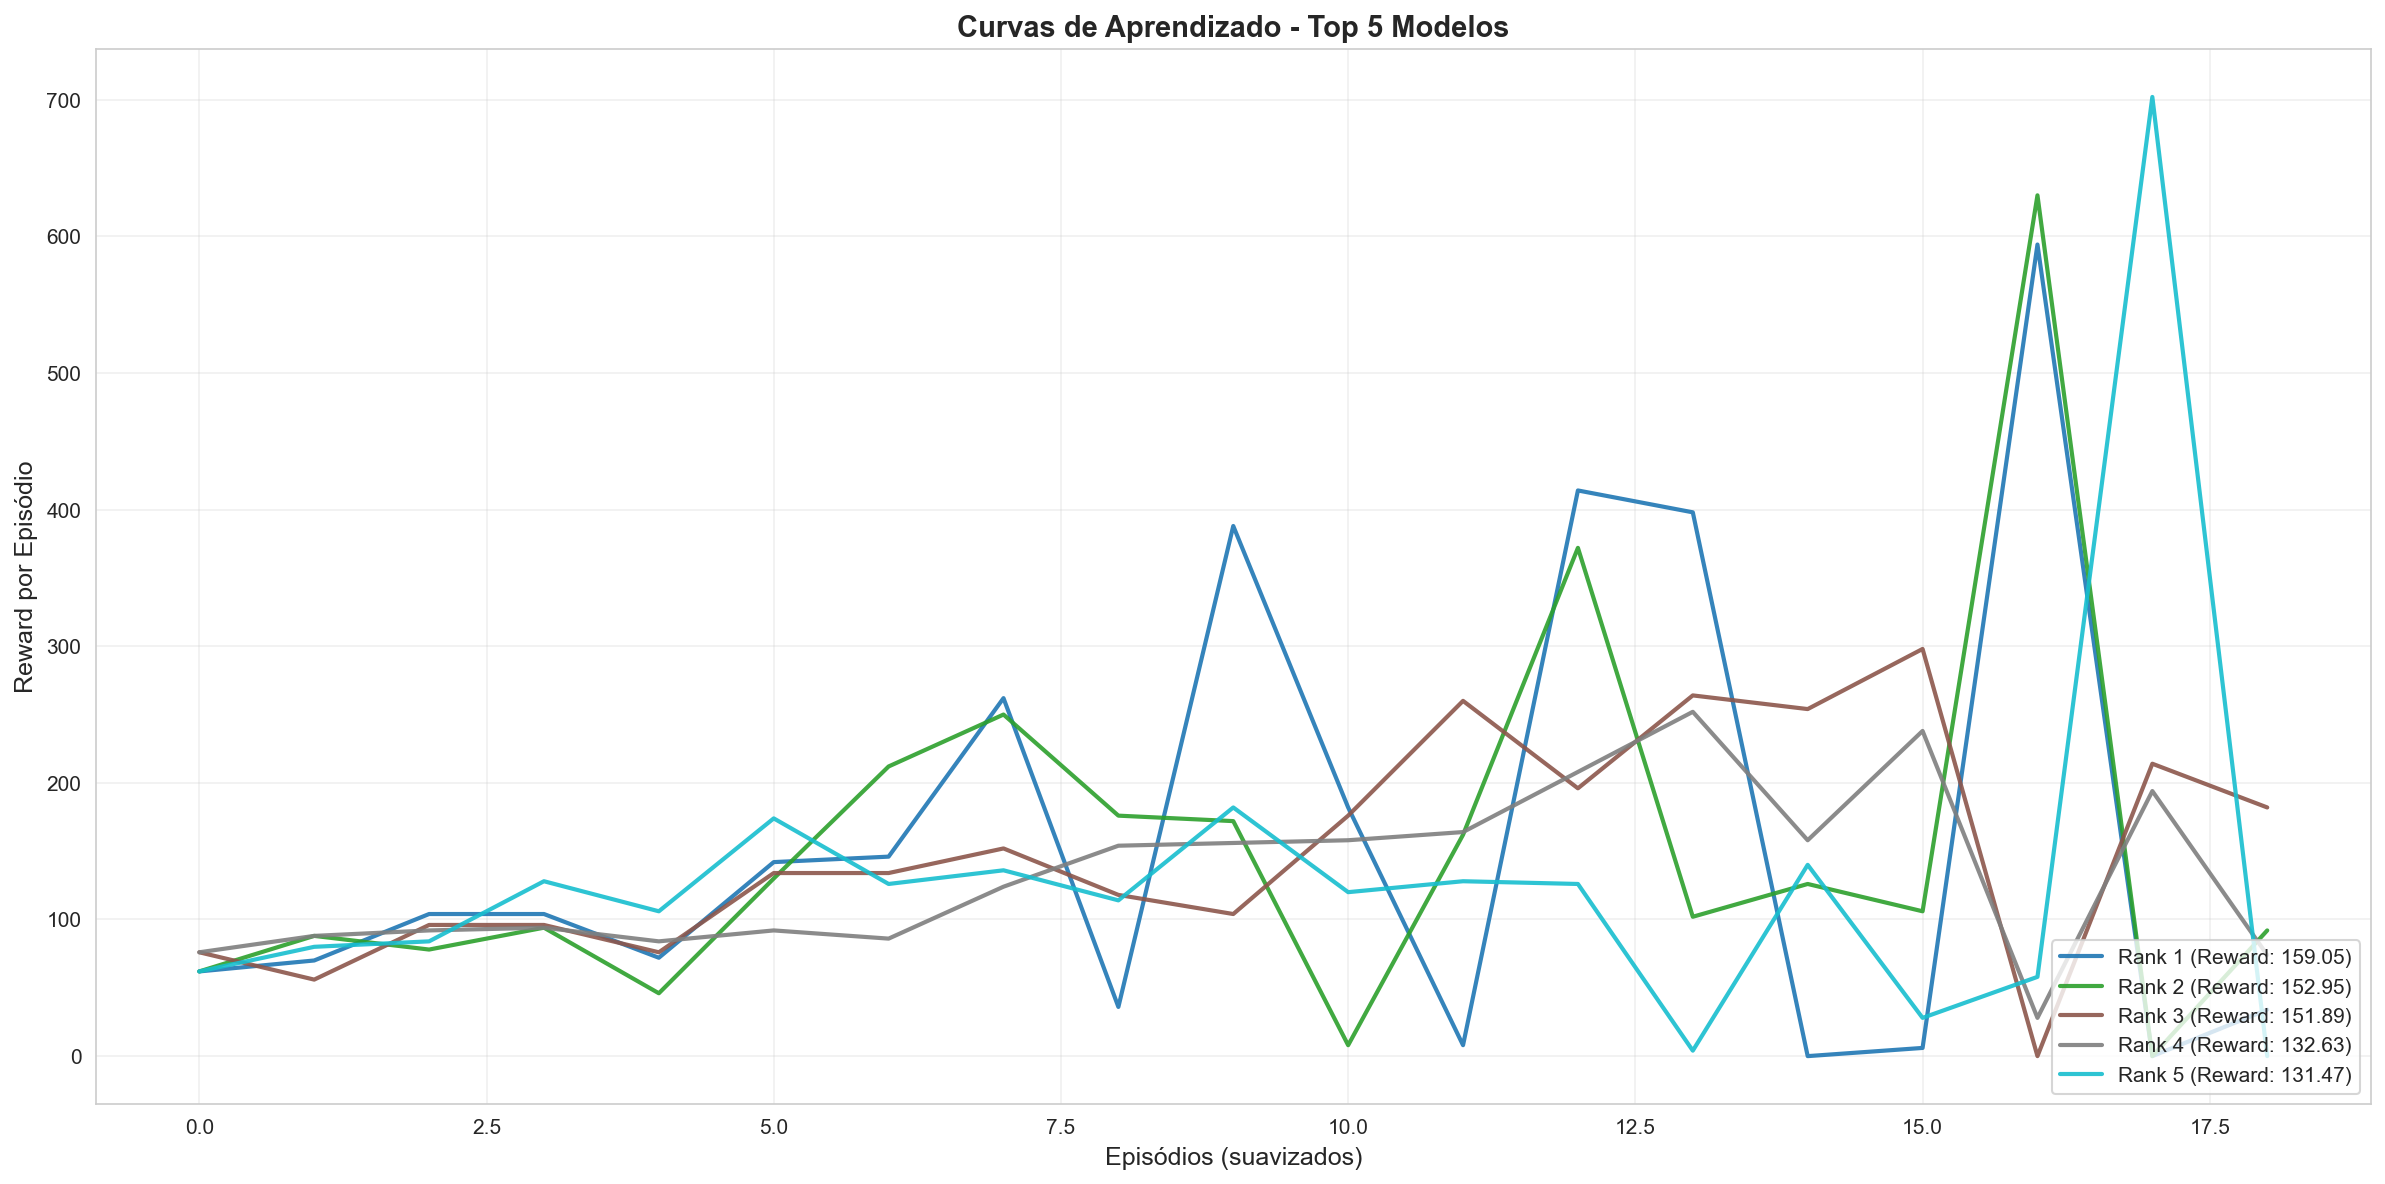 Curvas de Aprendizado - Top 5 Modelos
Reward por Episódio
700
600
500
400
300
200
100
0
0.0 2.5 5.0 7.5 10.0 12.5 15.0 17.5
Episódios (suavizados)
Rank 1 (Reward: 159.05)
Rank 2 (Reward: 152.95)
Rank 3 (Reward: 151.89)
Rank 4 (Reward: 132.63)
Rank 5 (Reward: 131.47)